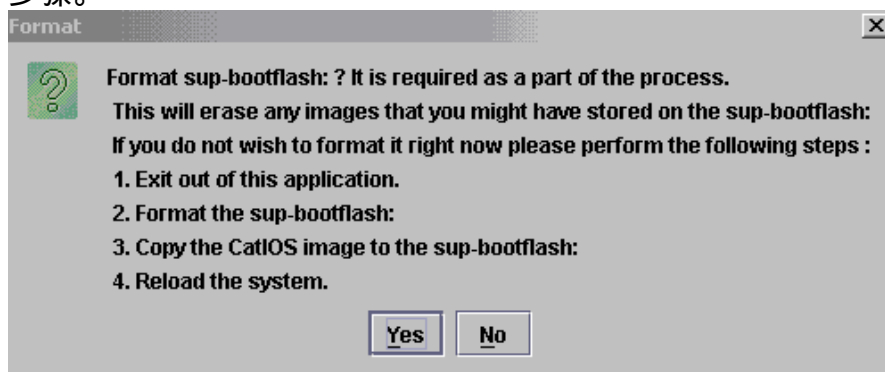 步骤。
Format
Format sup-bootflash: ? It is required as a part of the process.
This will erase any images that you might have stored on the sup-bootflash:
If you do not wish to format it right now please perform the following steps :
1. Exit out of this application.
2. Format the sup-bootflash:
3. Copy the CatIOS image to the sup-bootflash:
4. Reload the system.
Yes No